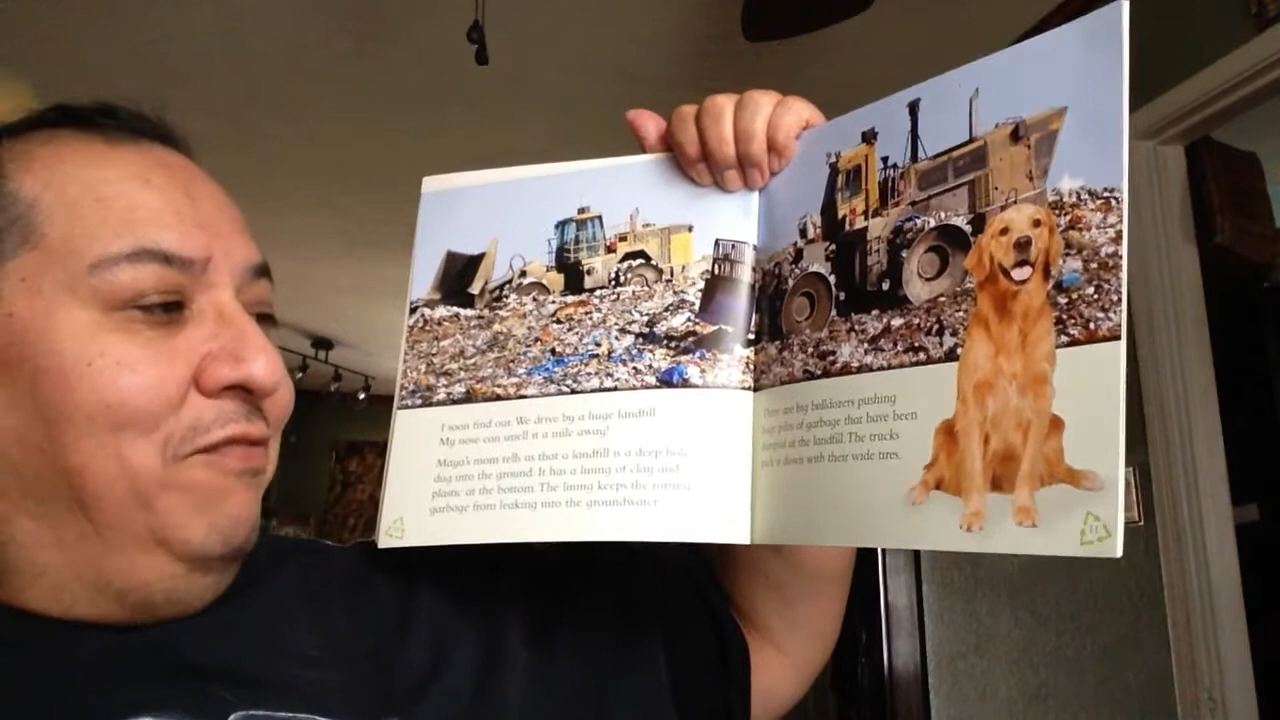 I soon find out. We drive by a huge landfill
My nose can smell it a mile away!
Maya's mom tells us that a landfill is a deep hole
dug into the ground. It has a lining of clay and
plastic at the bottom. The lining keeps the rotting
garbage from leaking into the groundwater.
There are big bulldozers pushing
huge piles of garbage that have been
dumped at the landfill. The trucks
pack it down with their wide tires.
11